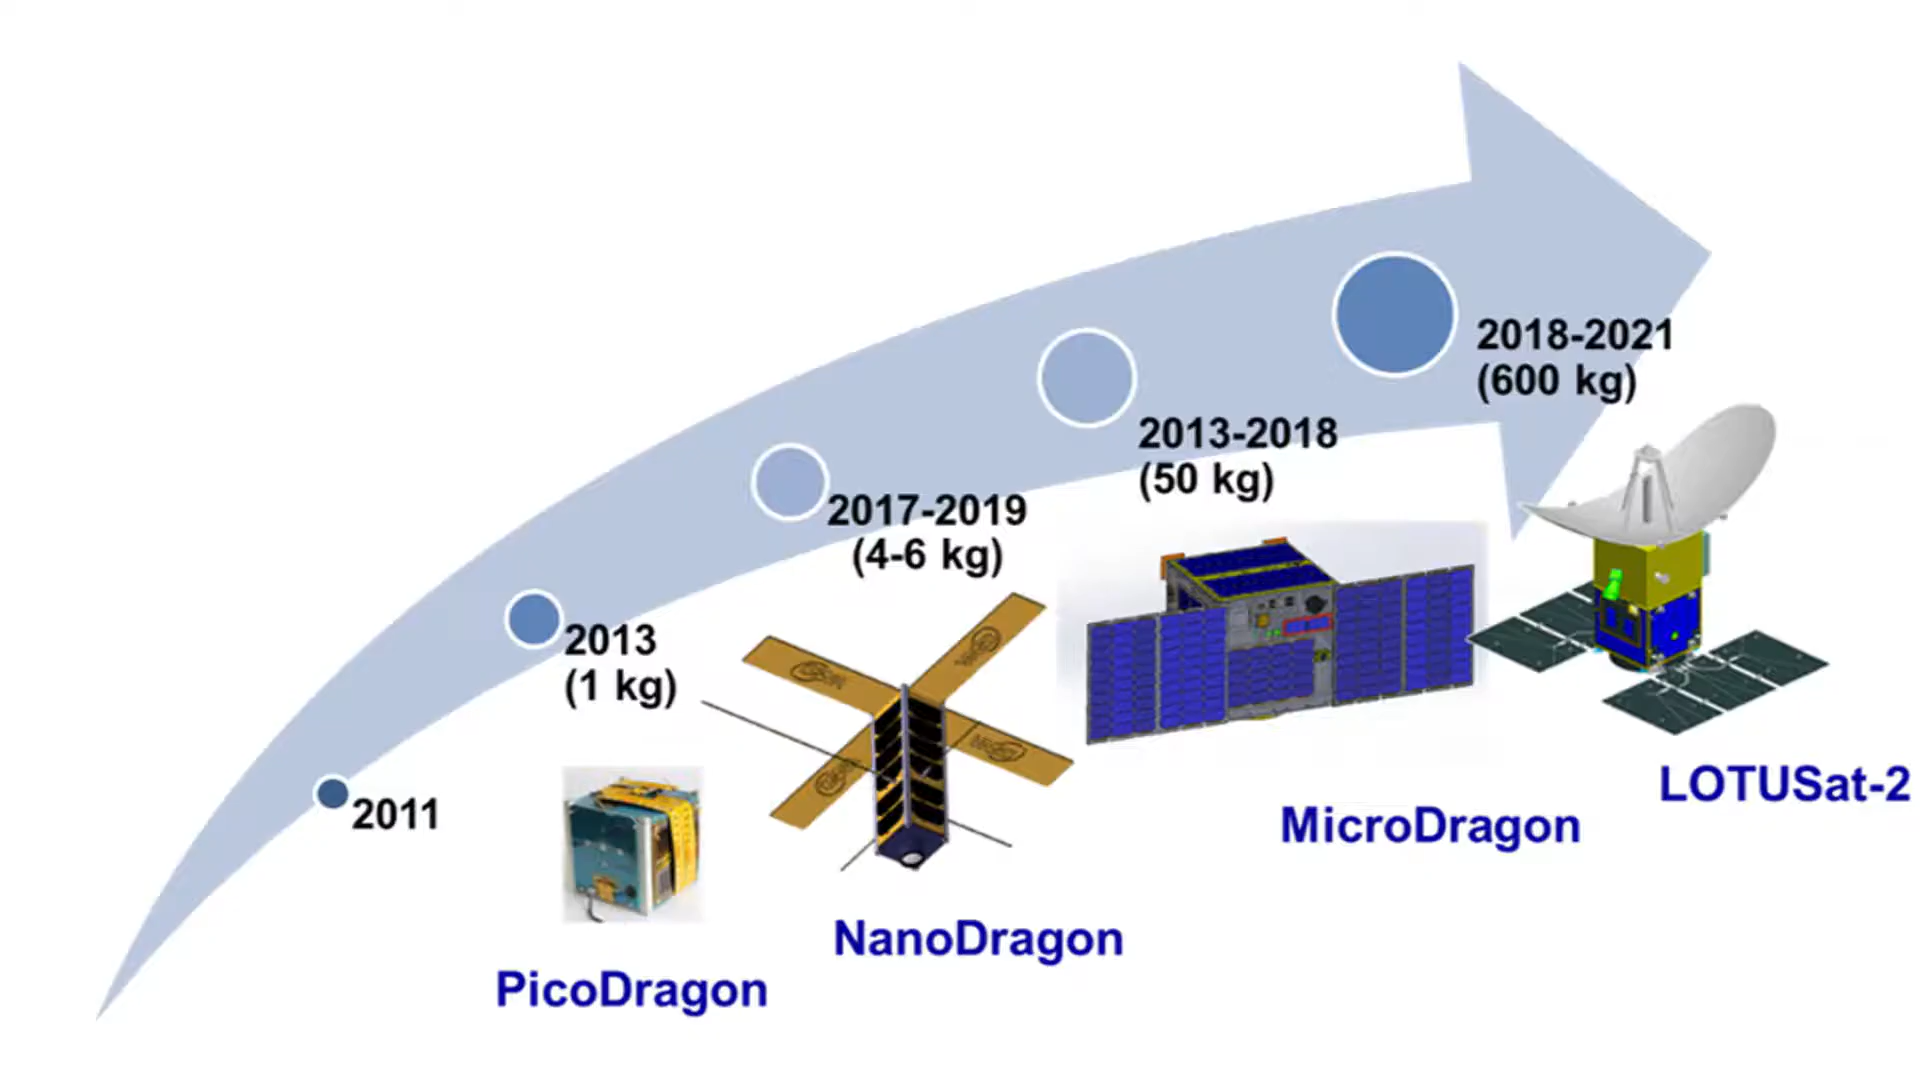 2018-2021
(600 kg)
2013-2018
(50 kg)
2017-2019
(4-6 kg)
2013
(1 kg)
2011
LOTUSat-2
MicroDragon
NanoDragon
PicoDragon